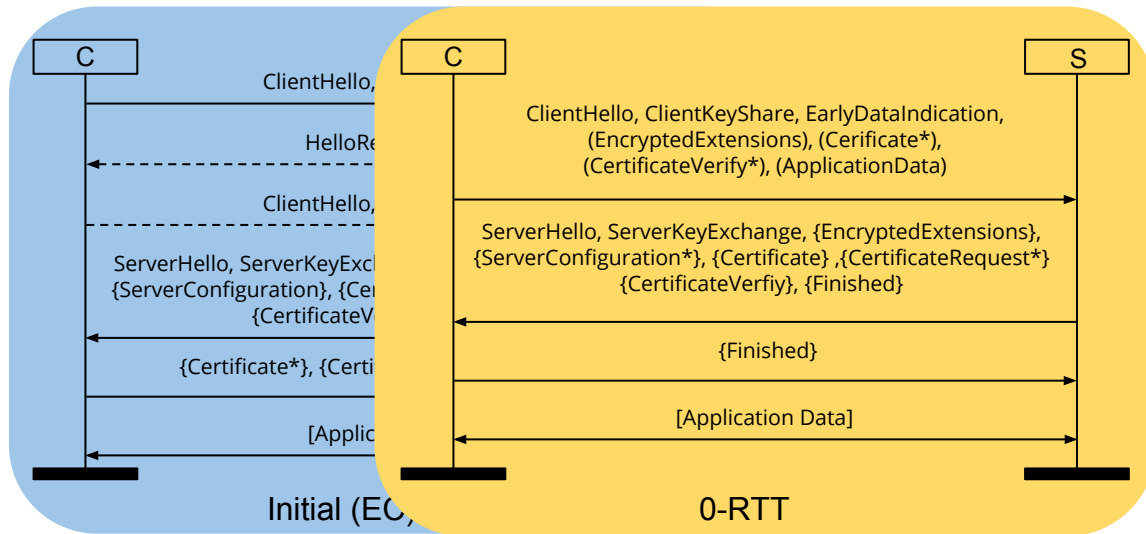 C
ClientHello,
HelloRe
ClientHello,
ServerHello, ServerKeyExc
{ServerConfiguration}, {Cer
{CertificateV
{Certificate*}, {Certi
[Applic
Initial (EC)
C
S
ClientHello, ClientKeyShare, EarlyDataIndication,
(EncryptedExtensions), (Cerificate*),
(CertificateVerify*), (ApplicationData)
ServerHello, ServerKeyExchange, {EncryptedExtensions},
{ServerConfiguration*}, {Certificate} ,{CertificateRequest*}
{CertificateVerfiy}, {Finished}
{Finished}
[Application Data]
0-RTT